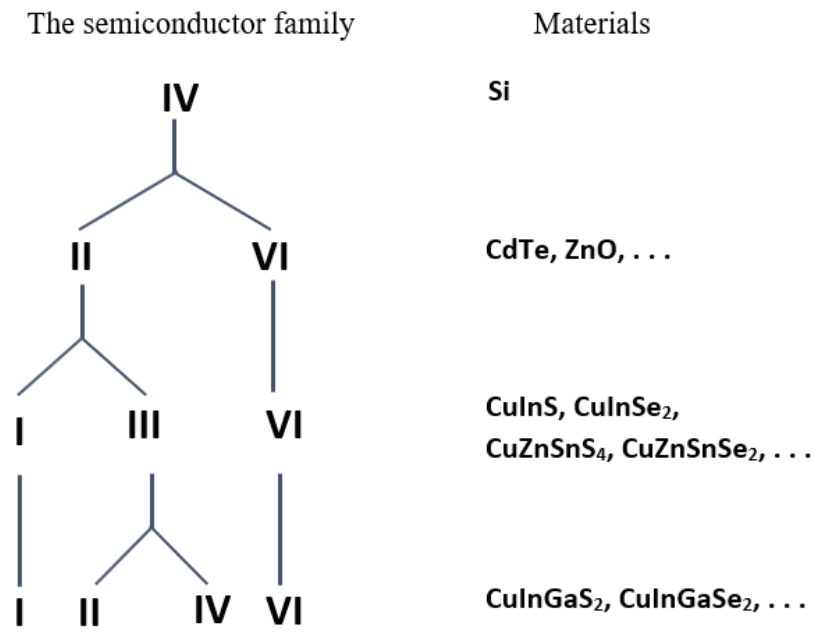 The semiconductor family Materials
IV Si
II VI CdTe, ZnO, . . .
I III VI CuInS, CuInSe₂,
CuZnSnS₄, CuZnSnSe₂, . . .
I II IV VI CuInGaS₂, CuInGaSe₂, . . .